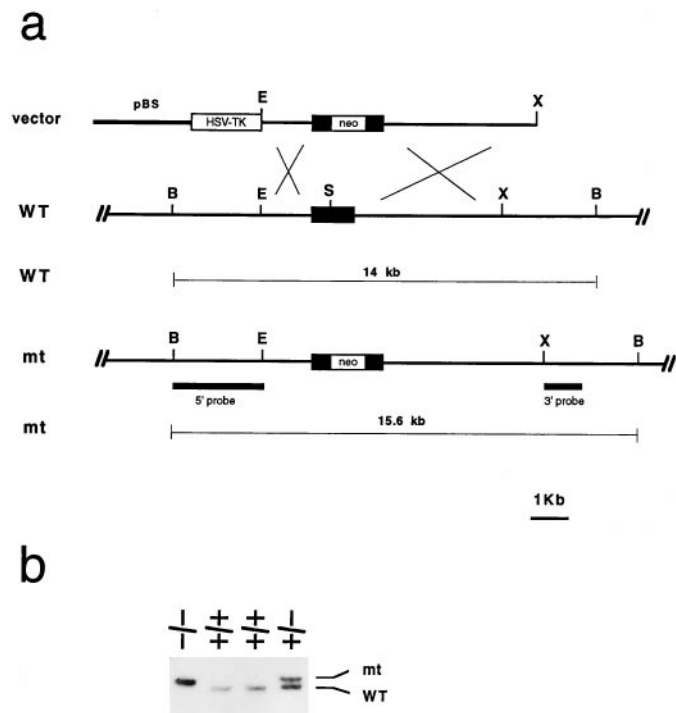 a
pBS
E
X
vector
HSV-TK
neo
B
E
S
X
B
WT
WT
14 kb
B
E
X
B
mt
neo
5' probe
3' probe
mt
15.6 kb
1Kb
b
-/- +/+ +/+ -/+
mt
WT